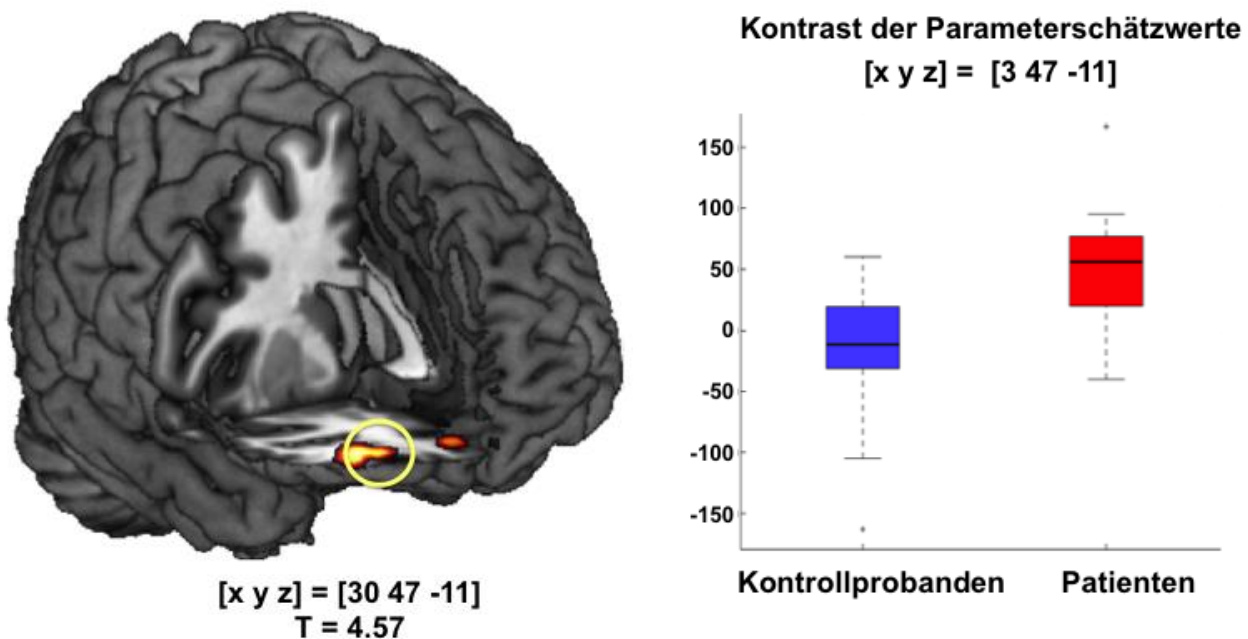 Kontrast der Parameterschätzwerte
[x y z] = [3 47 -11]
150
100
50
0
-50
-100
-150
Kontrollprobanden Patienten
[x y z] = [30 47 -11]
T = 4.57